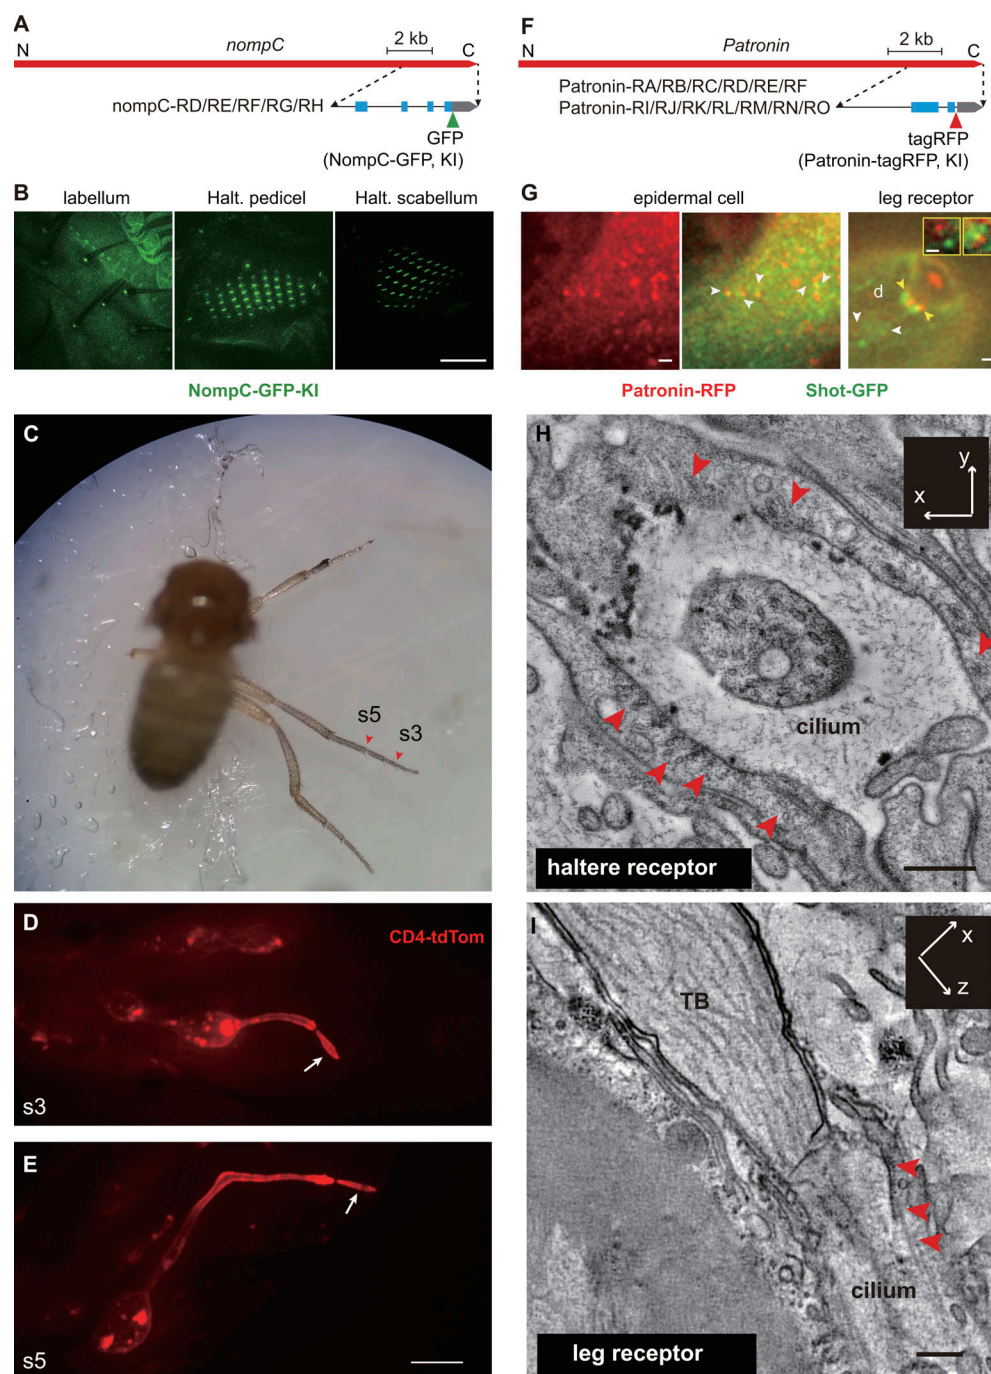 A
N
nompC
2 kb
C
nompC-RD/RE/RF/RG/RH
GFP
(NompC-GFP, KI)
F
N
Patronin
2 kb
C
Patronin-RA/RB/RC/RD/RE/RF
Patronin-RI/RJ/RK/RL/RM/RN/RO
tagRFP
(Patronin-tagRFP, KI)
B
labellum
Halt. pedicel
Halt. scabellum
NompC-GFP-KI
G
epidermal cell
leg receptor
d
Patronin-RFP
Shot-GFP
C
s5
s3
D
CD4-tdTom
s3
E
s5
H
y
x
cilium
haltere receptor
I
x
z
TB
cilium
leg receptor